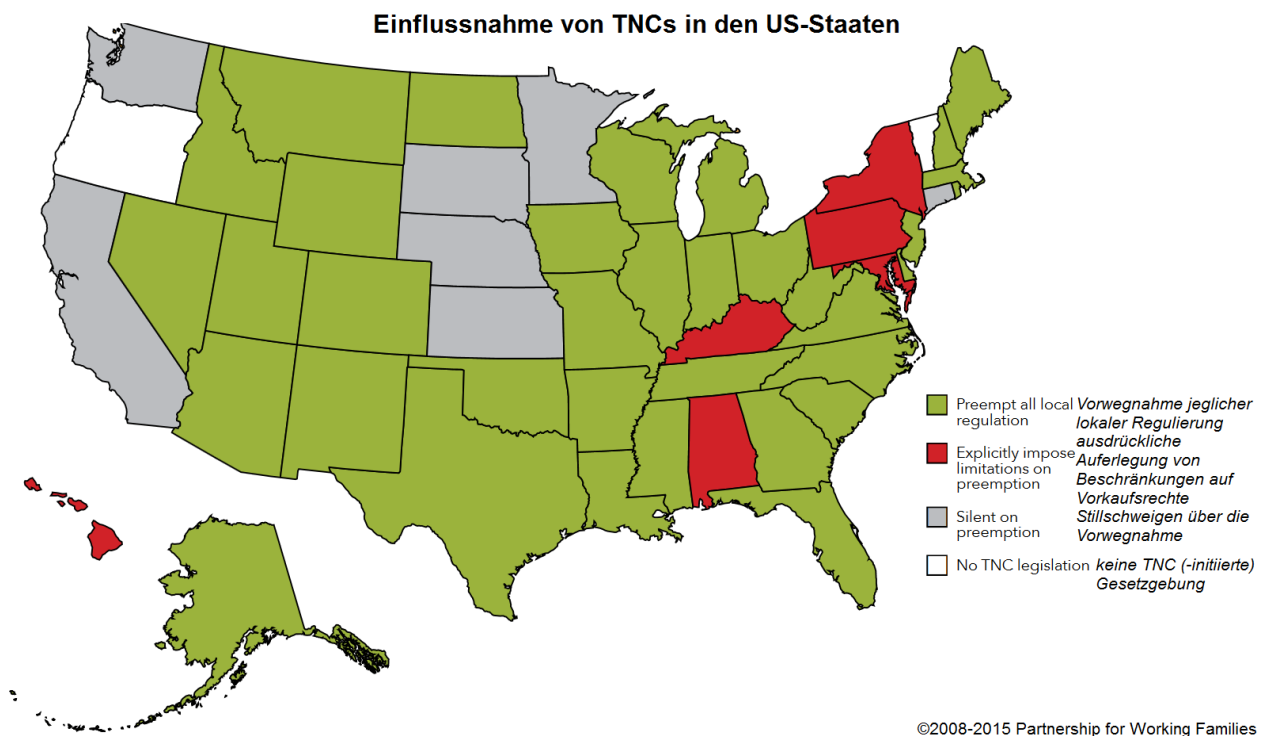 Einflussnahme von TNCs in den US-Staaten
Preempt all local
regulation
Vorwegnahme jeglicher
lokaler Regulierung
Explicitly impose
limitations on
preemption
ausdrückliche
Auferlegung von
Beschränkungen auf
Vorkaufsrechte
Silent on
preemption
Stillschweigen über die
Vorwegnahme
No TNC legislation
keine TNC (-initiierte)
Gesetzgebung
©2008-2015 Partnership for Working Families